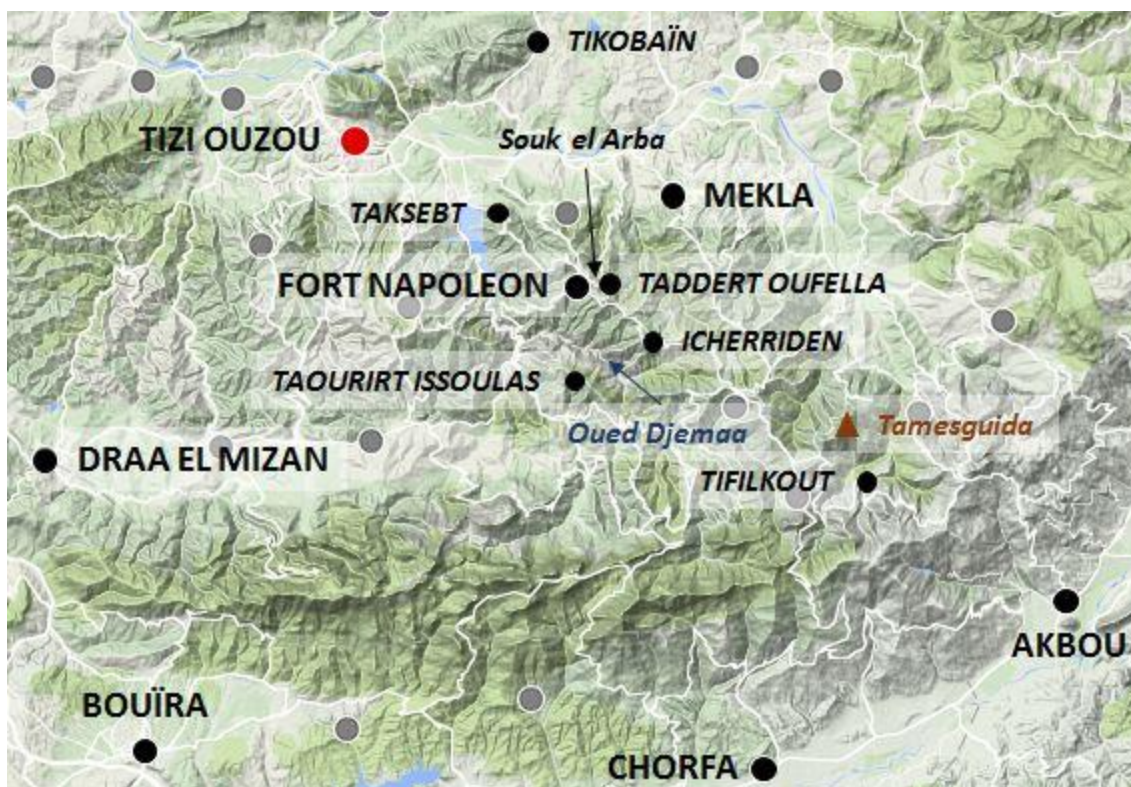 TIKOBAÏN
TIZI OUZOU
Souk el Arba
MEKLA
TAKSEBT
FORT NAPOLEON
TADDERT OUFELLA
ICHERRIDEN
TAOURIRT ISSOULAS
Oued Djemaa
Tamesguida
DRAA EL MIZAN
TIFILKOUT
AKBOU
BOUÏRA
CHORFA